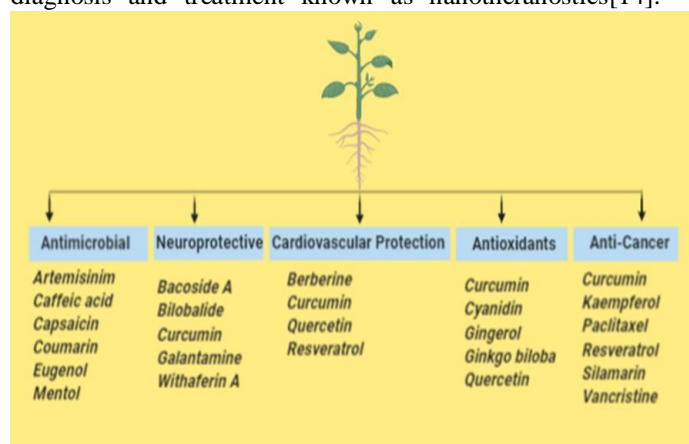 diagnosis and treatment known as nanotheranostics[14].
Antimicrobial
Artemisinim
Caffeic acid
Capsaicin
Coumarin
Eugenol
Mentol
Neuroprotective
Bacoside A
Bilobalide
Curcumin
Galantamine
Withaferin A
Cardiovascular Protection
Berberine
Curcumin
Quercetin
Resveratrol
Antioxidants
Curcumin
Cyanidin
Gingerol
Ginkgo biloba
Quercetin
Anti-Cancer
Curcumin
Kaempferol
Paclitaxel
Resveratrol
Silamarin
Vancristine